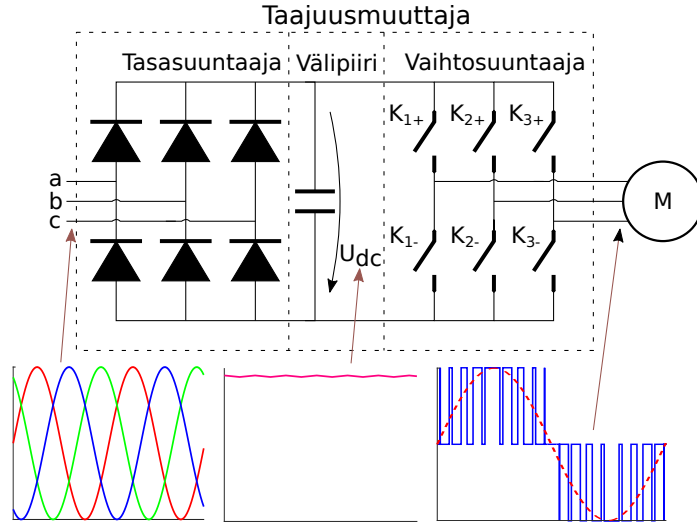 Taajuusmuuttaja
Tasasuuntaaja Välipiiri Vaihtosuuntaaja
K1+ K2+ K3+
a
b
c
M
K1- K2- K3-
Udc